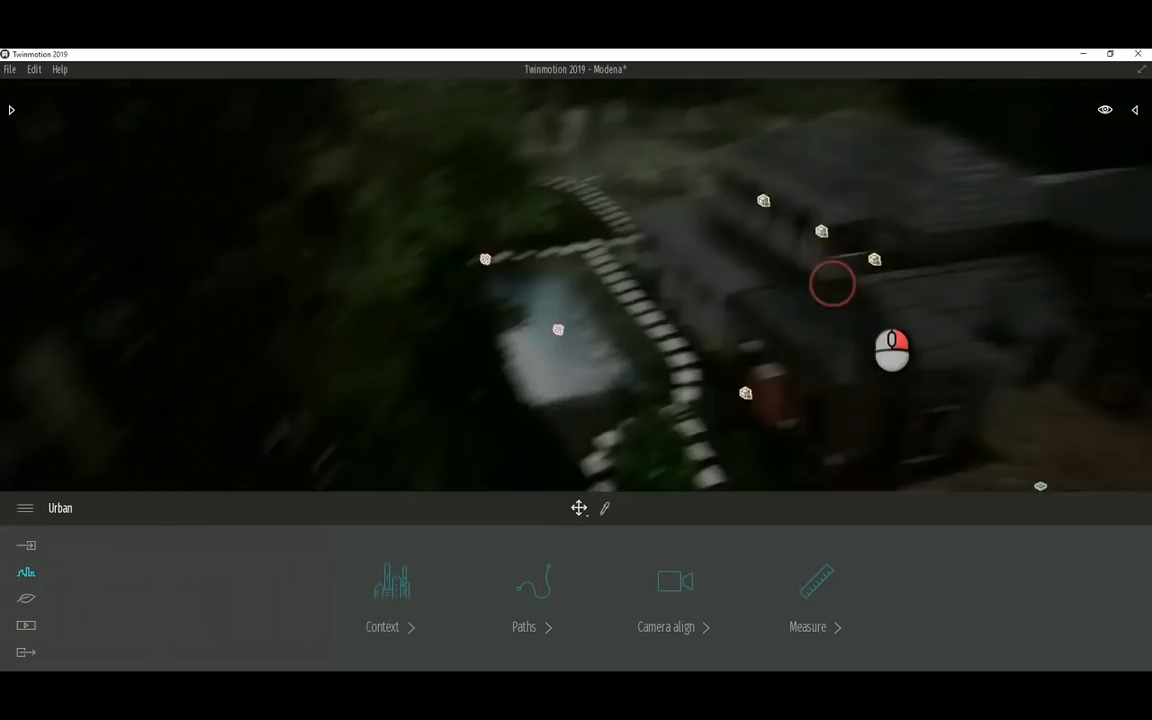 Twinmotion 2019
File Edit Help
Twinmotion 2019 - Modena*
Urban
Context
Paths
Camera align
Measure